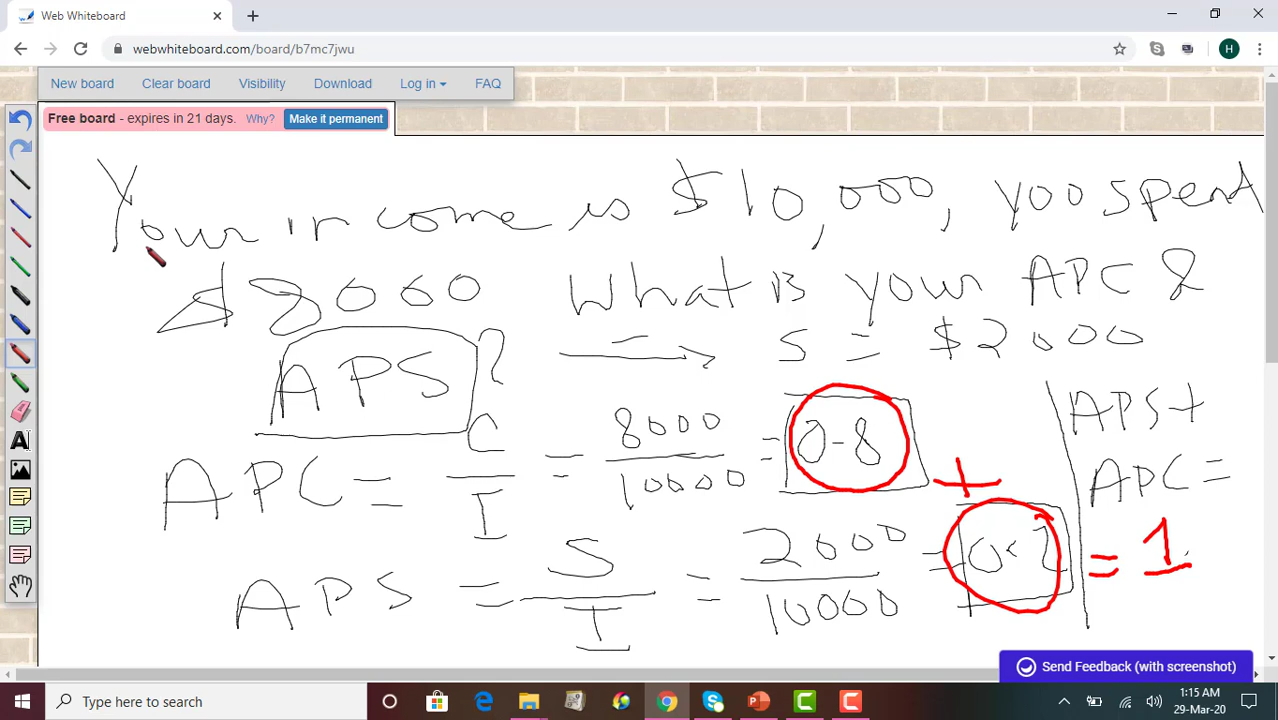 Web Whiteboard
webwhiteboard.com/board/b7mc7jwu
H
New board Clear board Visibility Download Log in FAQ
Free board - expires in 21 days. Why? Make it permanent
Your income is $10,000, you spend
$8000 What is your APC &
APS? → S = $2000
APC = C/I = 8000/10000 = 0.8
APS = S/I = 2000/10000 = 0.2
+
APS +
APC =
= 1
A
Send Feedback (with screenshot)
Type here to search
1:15 AM
29-Mar-20